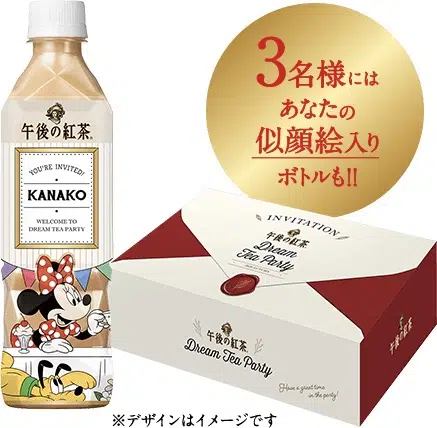 3名様には
あなたの
似顔絵入り
ボトルも!!
午後の紅茶
YOU'RE INVITED!
KANAKO
WELCOME TO
DREAM TEA PARTY
INVITATION
午後の紅茶
Dream
Tea Party
午後の紅茶
Dream Tea Party
Have a great time
in the party!
※デザインはイメージです